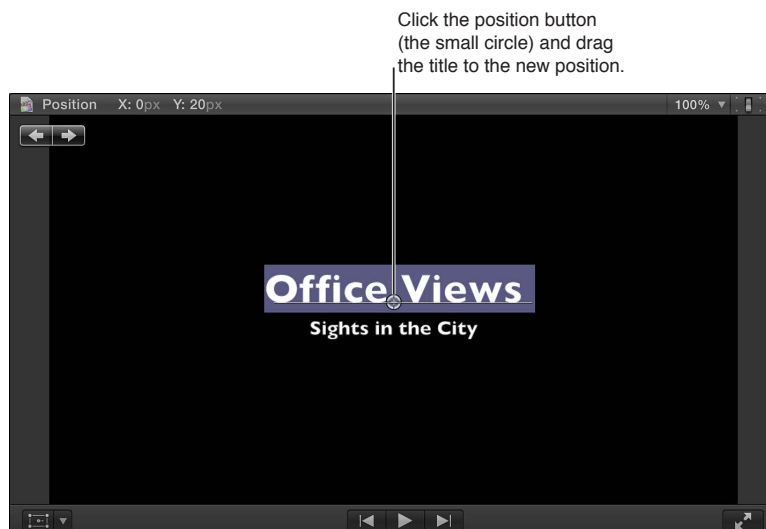 Click the position button
(the small circle) and drag
the title to the new position.
Position X: 0px Y: 20px
100%
Office Views
Sights in the City